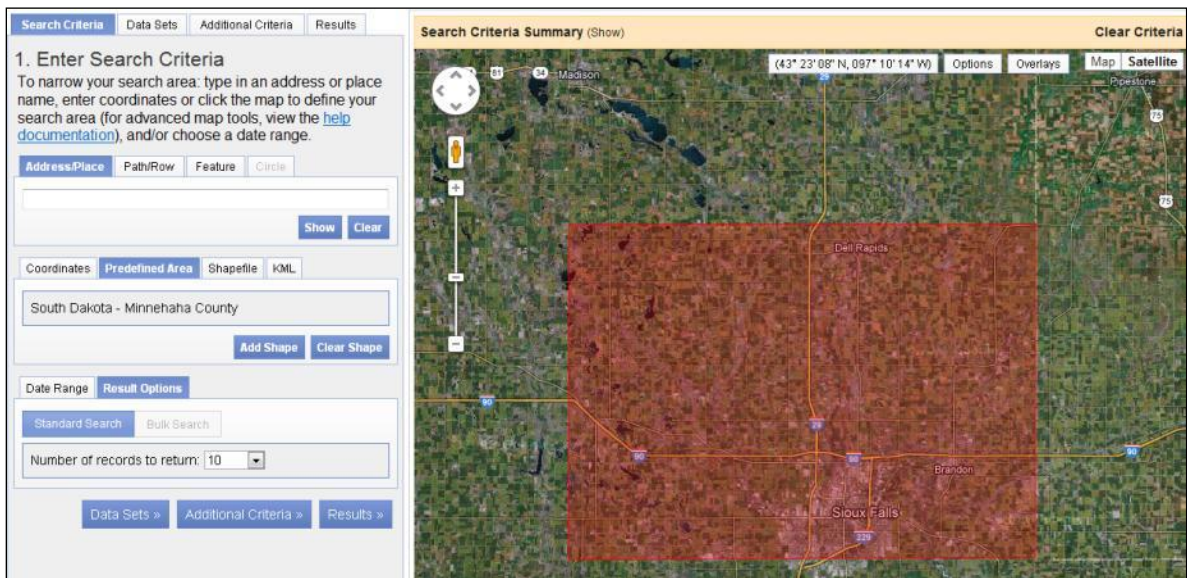 Search Criteria Data Sets Additional Criteria Results
1. Enter Search Criteria
To narrow your search area: type in an address or place
name, enter coordinates or click the map to define your
search area (for advanced map tools, view the help
documentation), and/or choose a date range.
Address/Place Path/Row Feature Circle
Show Clear
Coordinates Predefined Area Shapefile KML
South Dakota - Minnehaha County
Add Shape Clear Shape
Date Range Result Options
Standard Search Bulk Search
Number of records to return: 10
Data Sets » Additional Criteria » Results »
Search Criteria Summary (Show) Clear Criteria
(43° 23' 08" N, 097° 10' 14" W) Options Overlays Map Satellite
81 34 Madison 29 Pipestone
75
75
Dell Rapids
90
29
90 90 90
Brandon
Sioux Falls
229